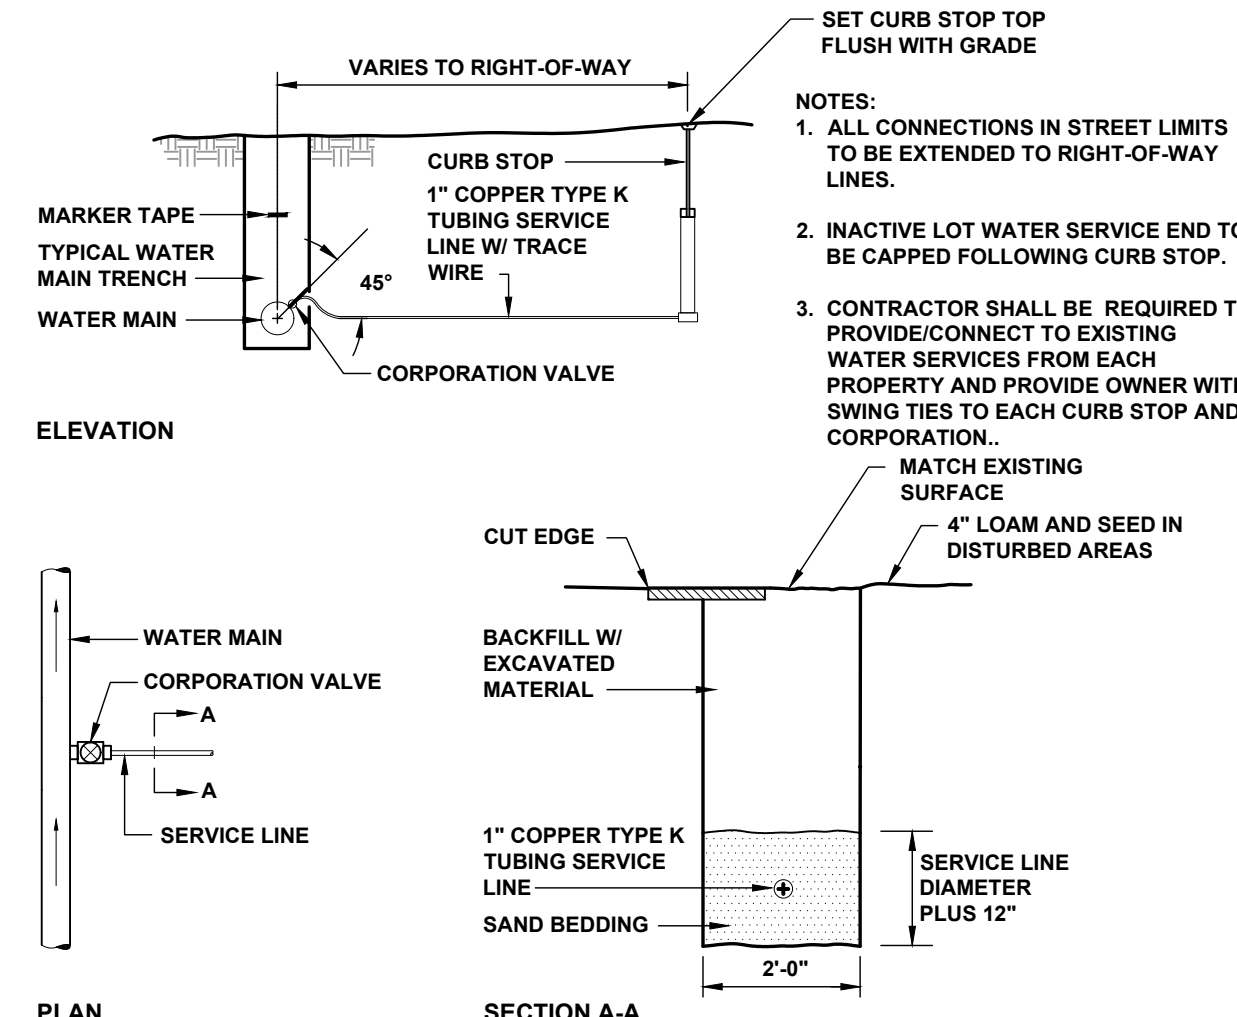 SET CURB STOP TOP
FLUSH WITH GRADE
VARIES TO RIGHT-OF-WAY
NOTES:
1. ALL CONNECTIONS IN STREET LIMITS
TO BE EXTENDED TO RIGHT-OF-WAY
LINES.
2. INACTIVE LOT WATER SERVICE END TO
BE CAPPED FOLLOWING CURB STOP.
3. CONTRACTOR SHALL BE REQUIRED T
PROVIDE/CONNECT TO EXISTING
WATER SERVICES FROM EACH
PROPERTY AND PROVIDE OWNER WITH
SWING TIES TO EACH CURB STOP AND
CORPORATION..
CURB STOP
1" COPPER TYPE K
TUBING SERVICE
LINE W/ TRACE
WIRE
MARKER TAPE
TYPICAL WATER
MAIN TRENCH
WATER MAIN
45°
CORPORATION VALVE
ELEVATION
MATCH EXISTING
SURFACE
4" LOAM AND SEED IN
DISTURBED AREAS
CUT EDGE
BACKFILL W/
EXCAVATED
MATERIAL
WATER MAIN
CORPORATION VALVE
A
A
SERVICE LINE
1" COPPER TYPE K
TUBING SERVICE
LINE
SAND BEDDING
SERVICE LINE
DIAMETER
PLUS 12"
2'-0"
PLAN
SECTION A-A